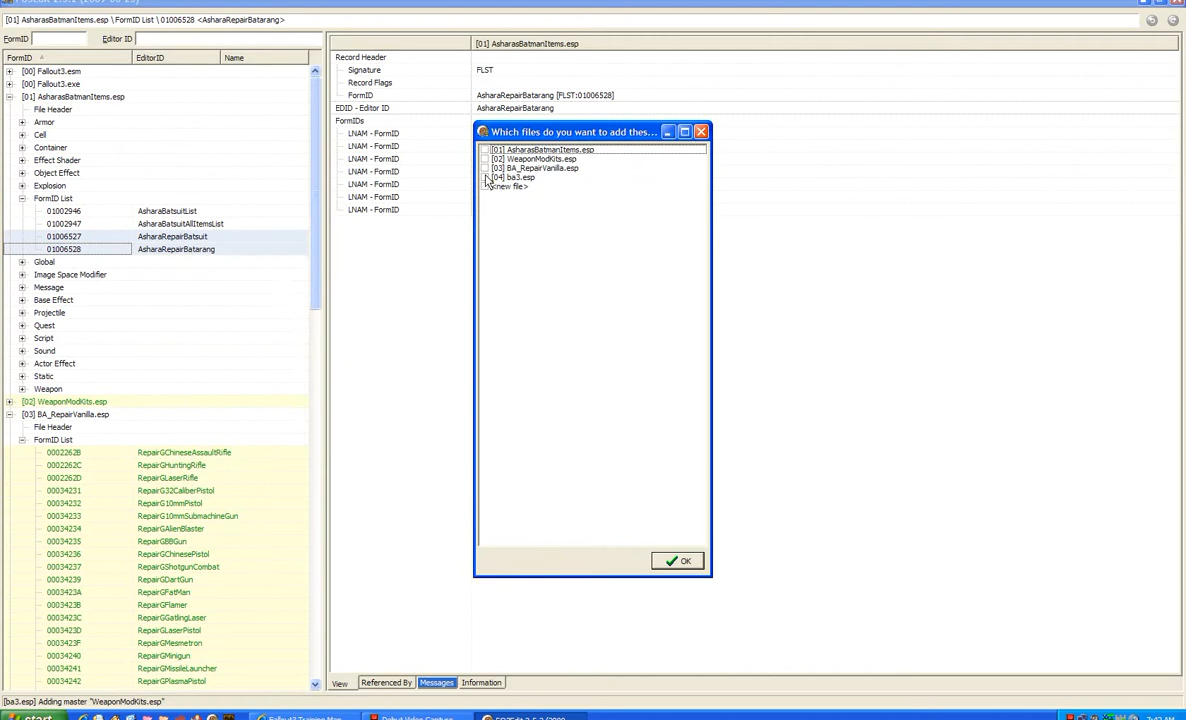 [01] AsharasBatmanItems.esp \ FormID List \ 01006528 <AsharaRepairBatarang>
FormID
Editor ID
FormID EditorID Name
[00] Fallout3.esm
[00] Fallout3.exe
[01] AsharasBatmanItems.esp
File Header
Armor
Cell
Container
Effect Shader
Object Effect
Explosion
FormID List
01002946 AsharaBatsuitList
01002947 AsharaBatsuitAllItemsList
01006527 AsharaRepairBatsuit
01006528 AsharaRepairBatarang
Global
Image Space Modifier
Message
Base Effect
Projectile
Quest
Script
Sound
Actor Effect
Static
Weapon
[02] WeaponModKits.esp
[03] BA_RepairVanilla.esp
File Header
FormID List
0002262B RepairGChineseAssaultRifle
0002262C RepairGHuntingRifle
0002262D RepairGLaserRifle
00034231 RepairG32CaliberPistol
00034232 RepairG10mmPistol
00034233 RepairG10mmSubmachineGun
00034234 RepairGAlienBlaster
00034235 RepairGBBGun
00034236 RepairGChinesePistol
00034237 RepairGShotgunCombat
00034239 RepairGDartGun
0003423A RepairGFatMan
0003423B RepairGFlamer
0003423C RepairGGatlingLaser
0003423D RepairGLaserPistol
0003423F RepairGMesmetron
00034240 RepairGMinigun
00034241 RepairGMissileLauncher
00034242 RepairGPlasmaPistol
[01] AsharasBatmanItems.esp
Record Header
Signature FLST
Record Flags
FormID AsharaRepairBatarang [FLST:01006528]
EDID - Editor ID AsharaRepairBatarang
FormIDs
LNAM - FormID
LNAM - FormID
LNAM - FormID
LNAM - FormID
LNAM - FormID
LNAM - FormID
LNAM - FormID
Which files do you want to add thes...
[01] AsharasBatmanItems.esp
[02] WeaponModKits.esp
[03] BA_RepairVanilla.esp
[04] ba3.esp
<new file>
OK
View Referenced By Messages Information
[ba3.esp] Adding master "WeaponModKits.esp"
start